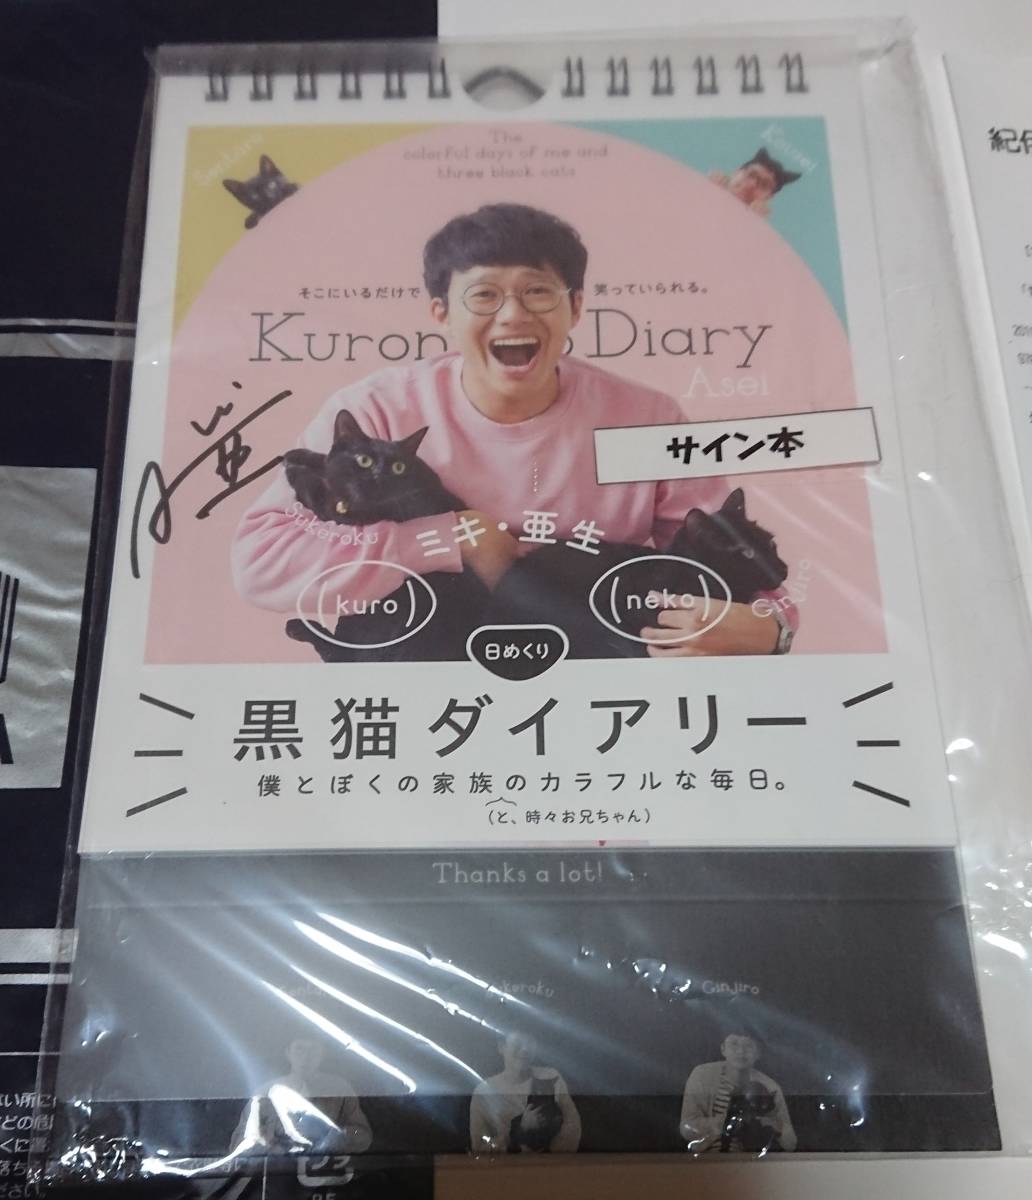 The
colorful days of me and
three black cats
Sentaro
Kousei
そこにいるだけで
笑っていられる。
Kuron
Diary
Asei
サイン本
Sukeroku
ミキ・亜生
(kuro)
(neko)
Ginjiro
日めくり
黒猫ダイアリー
僕とぼくの家族のカラフルな毎日。
(と、時々お兄ちゃん)
Thanks a lot!
Ginjiro